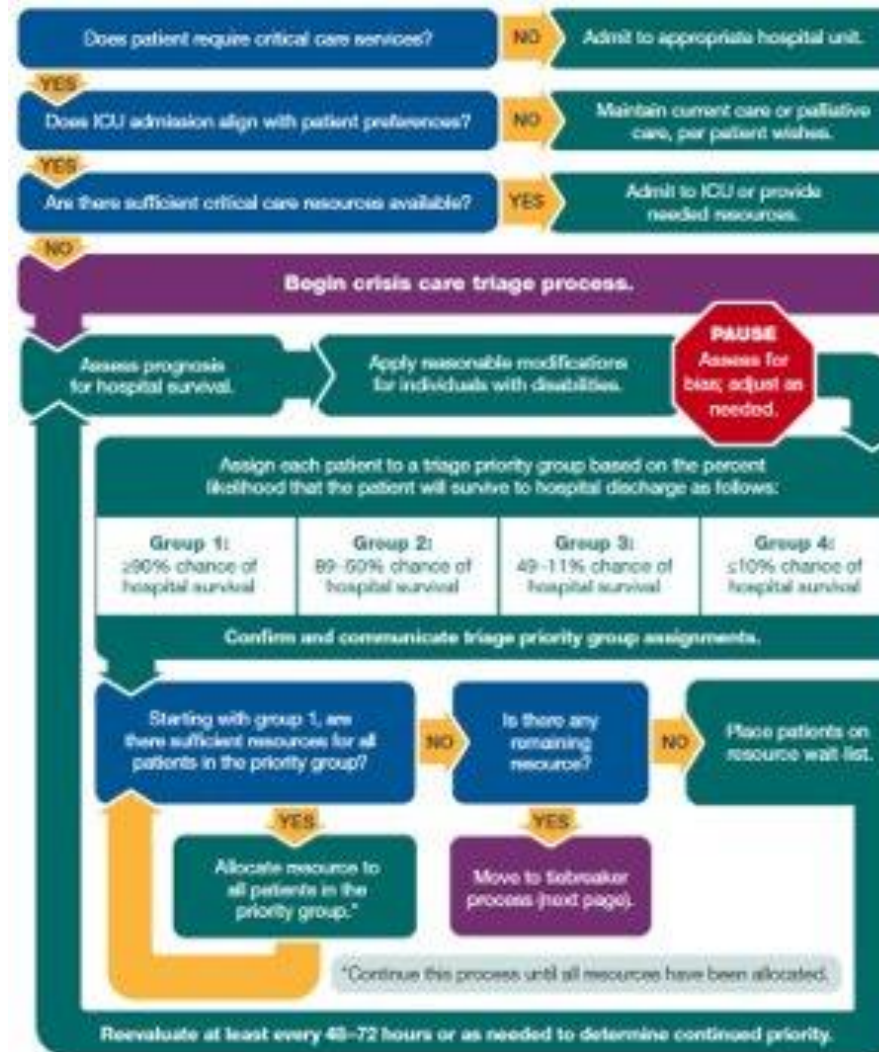 Does patient require critical care services?
NO
Admit to appropriate hospital unit.
YES
Does ICU admission align with patient preferences?
NO
Maintain current care or palliative
care, per patient wishes.
YES
Are there sufficient critical care resources available?
YES
Admit to ICU or provide
needed resources.
NO
Begin crisis care triage process.
Assess prognosis
for hospital survival.
Apply reasonable modifications
for individuals with disabilities.
PAUSE
Assess for
bias; adjust as
needed.
Assign each patient to a triage priority group based on the percent
likelihood that the patient will survive to hospital discharge as follows:
Group 1:
≥90% chance of
hospital survival
Group 2:
89–50% chance of
hospital survival
Group 3:
49–11% chance of
hospital survival
Group 4:
≤10% chance of
hospital survival
Confirm and communicate triage priority group assignments.
Starting with group 1, are
there sufficient resources for all
patients in the priority group?
NO
Is there any
remaining
resource?
NO
Place patients on
resource wait-list.
YES
Allocate resource to
all patients in the
priority group.*
YES
Move to tiebreaker
process (next page).
*Continue this process until all resources have been allocated.
Reevaluate at least every 48–72 hours or as needed to determine continued priority.